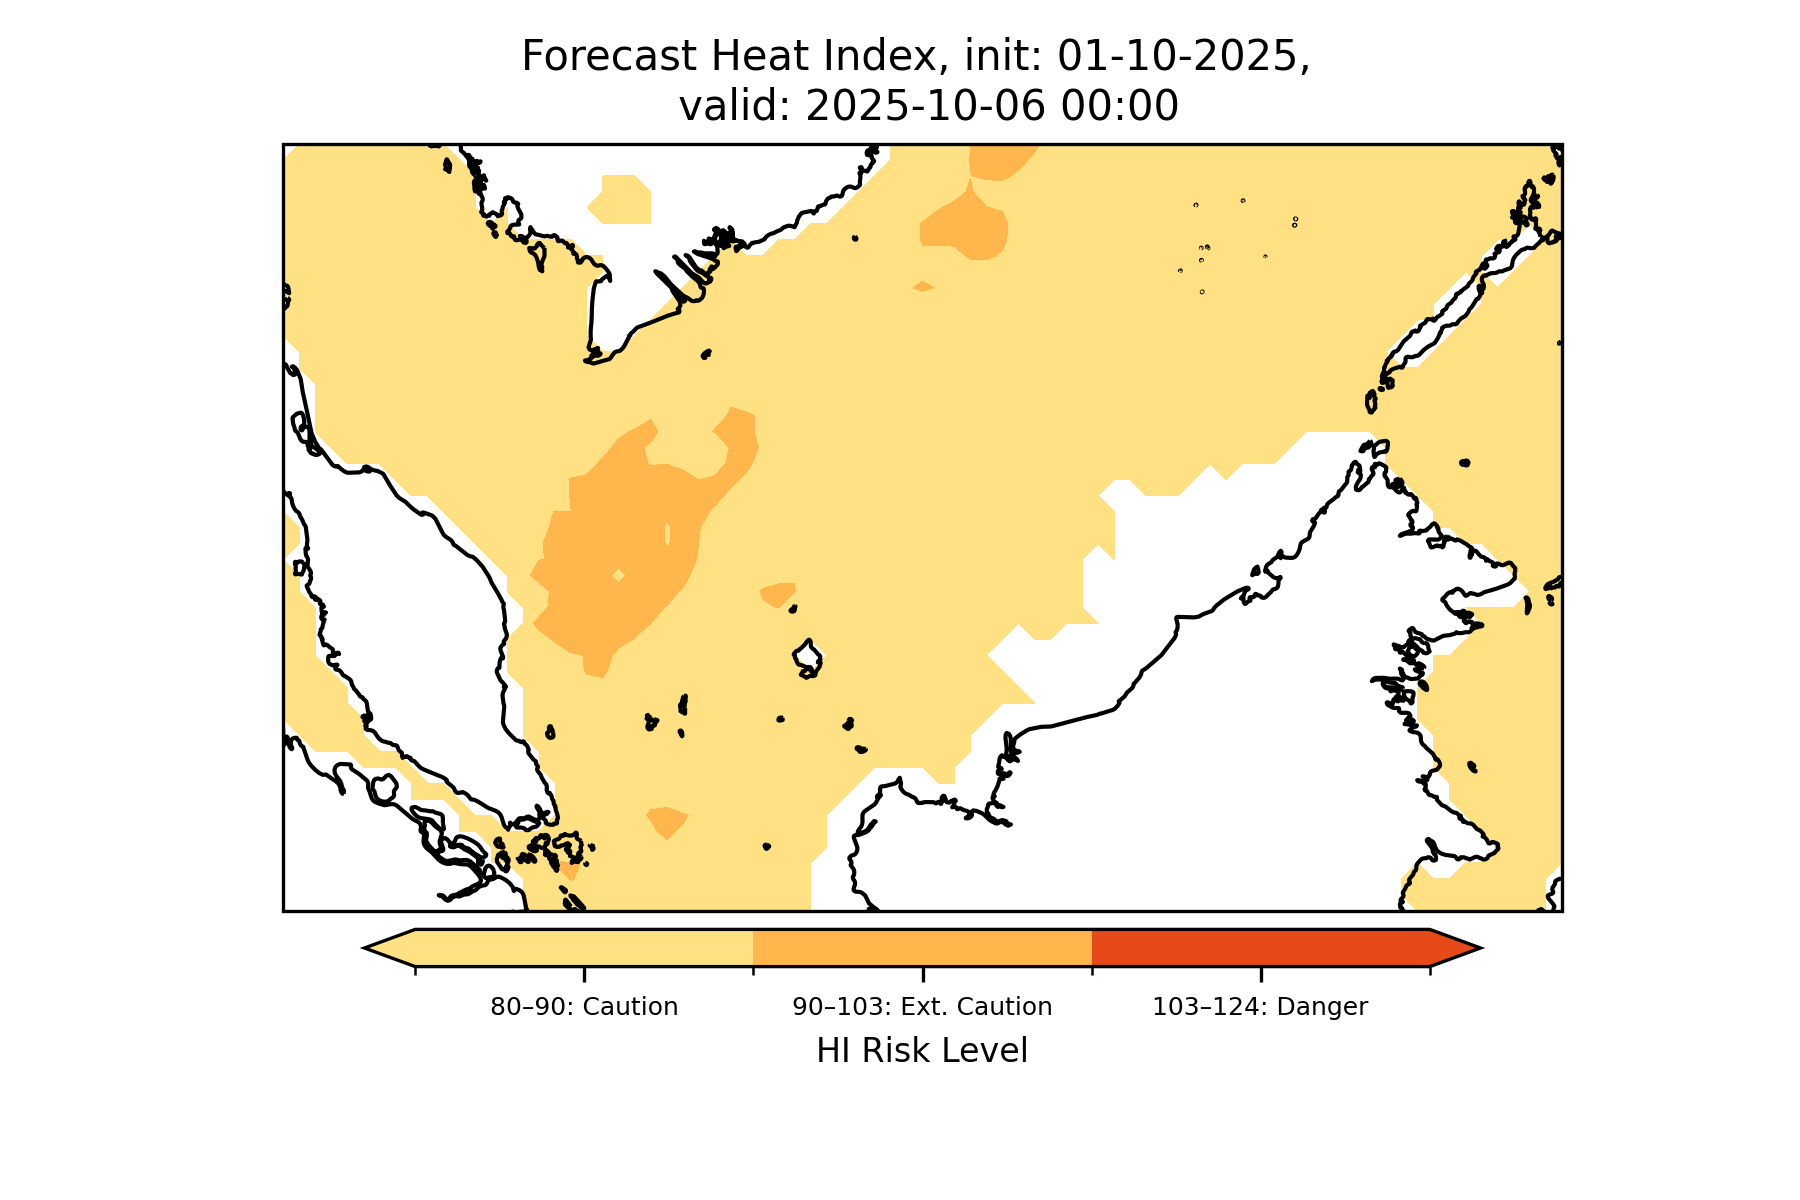 Forecast Heat Index, init: 01-10-2025,
valid: 2025-10-06 00:00
80–90: Caution
90–103: Ext. Caution
103–124: Danger
HI Risk Level